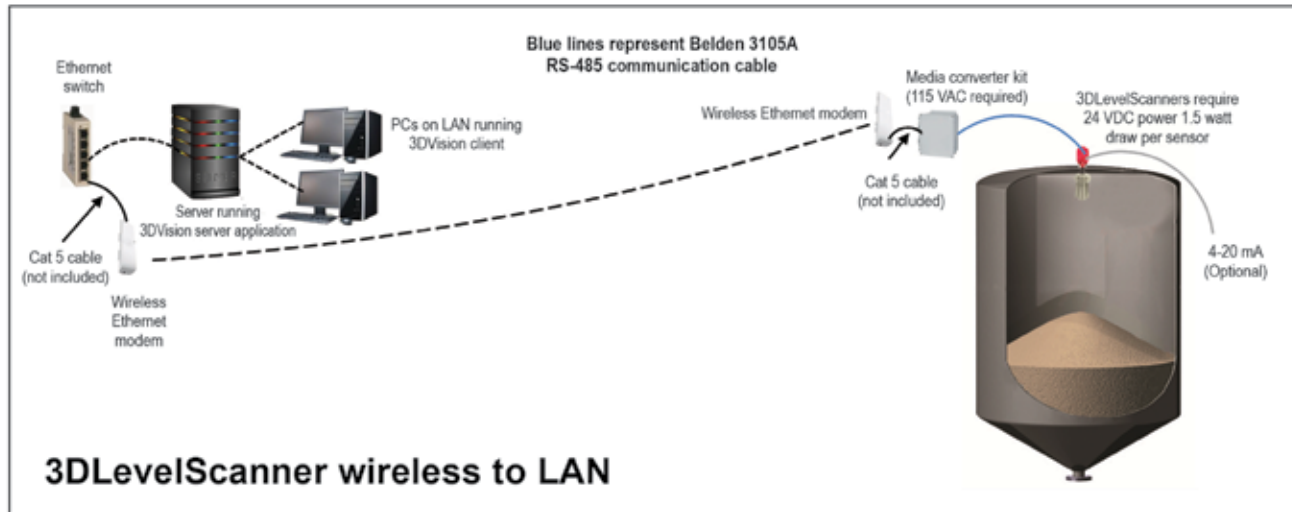 Blue lines represent Belden 3105A
RS-485 communication cable
Ethernet
switch
PCs on LAN running
3DVision client
Server running
3DVision server application
Cat 5 cable
(not included)
Wireless
Ethernet
modem
Wireless Ethernet modem
Media converter kit
(115 VAC required)
3DLevelScanners require
24 VDC power 1.5 watt
draw per sensor
Cat 5 cable
(not included)
4-20 mA
(Optional)
3DLevelScanner wireless to LAN